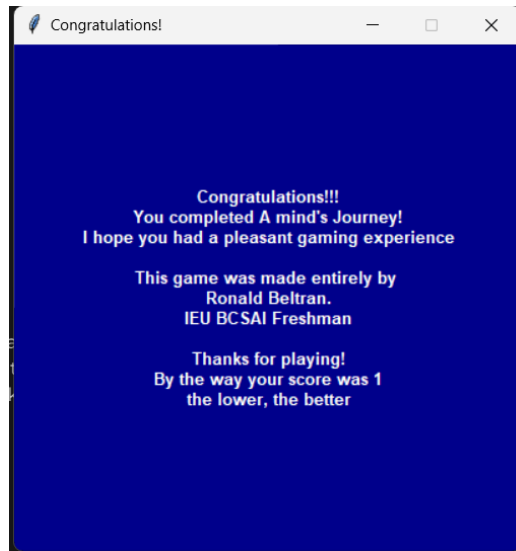 Congratulations!
Congratulations!!!
You completed A mind's Journey!
I hope you had a pleasant gaming experience
This game was made entirely by
Ronald Beltran.
IEU BCSAI Freshman
Thanks for playing!
By the way your score was 1
the lower, the better